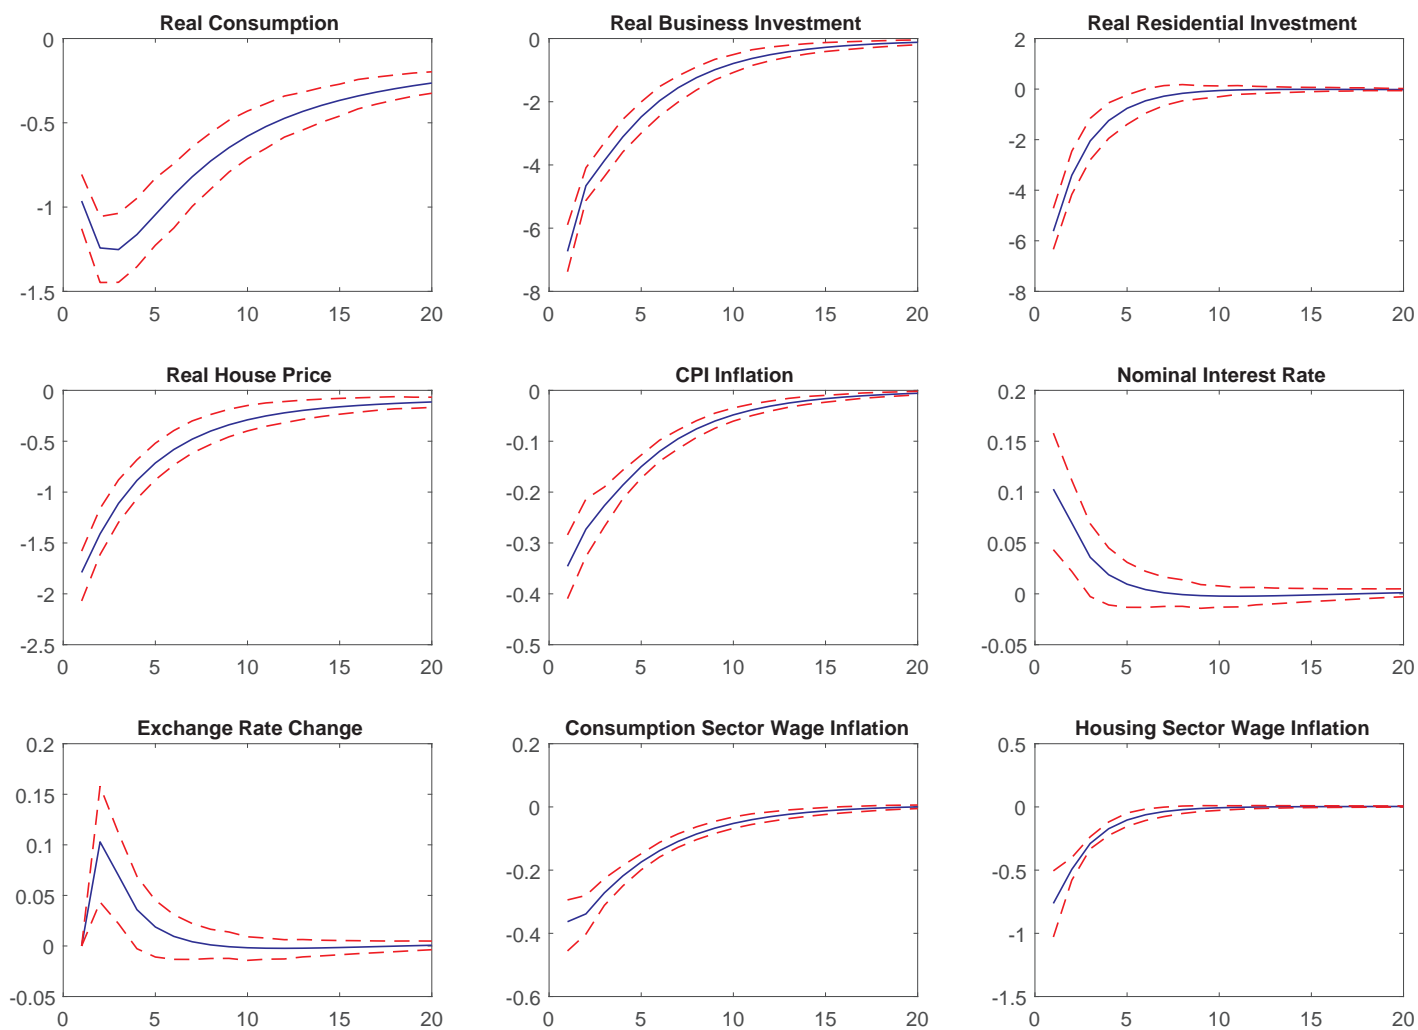 Real Consumption
0
-0.5
-1
-1.5
0 5 10 15 20
Real Business Investment
0
-2
-4
-6
-8
0 5 10 15 20
Real Residential Investment
2
0
-2
-4
-6
-8
0 5 10 15 20
Real House Price
0
-0.5
-1
-1.5
-2
-2.5
0 5 10 15 20
CPI Inflation
0
-0.1
-0.2
-0.3
-0.4
-0.5
0 5 10 15 20
Nominal Interest Rate
0.2
0.15
0.1
0.05
0
-0.05
0 5 10 15 20
Exchange Rate Change
0.2
0.15
0.1
0.05
0
-0.05
0 5 10 15 20
Consumption Sector Wage Inflation
0.2
0
-0.2
-0.4
-0.6
0 5 10 15 20
Housing Sector Wage Inflation
0.5
0
-0.5
-1
-1.5
0 5 10 15 20